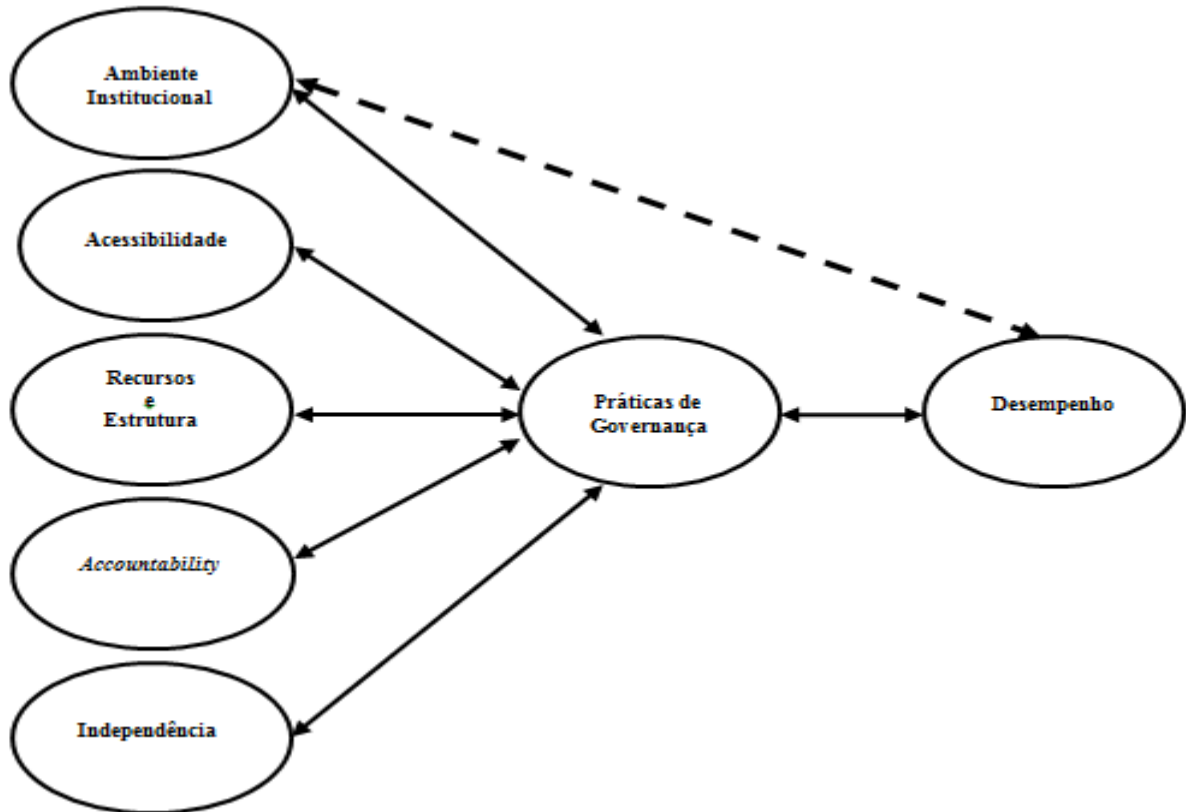 Ambiente
Institucional
Acessibilidade
Recursos
e
Estrutura
Práticas de
Governança
Desempenho
Accountability
Independência